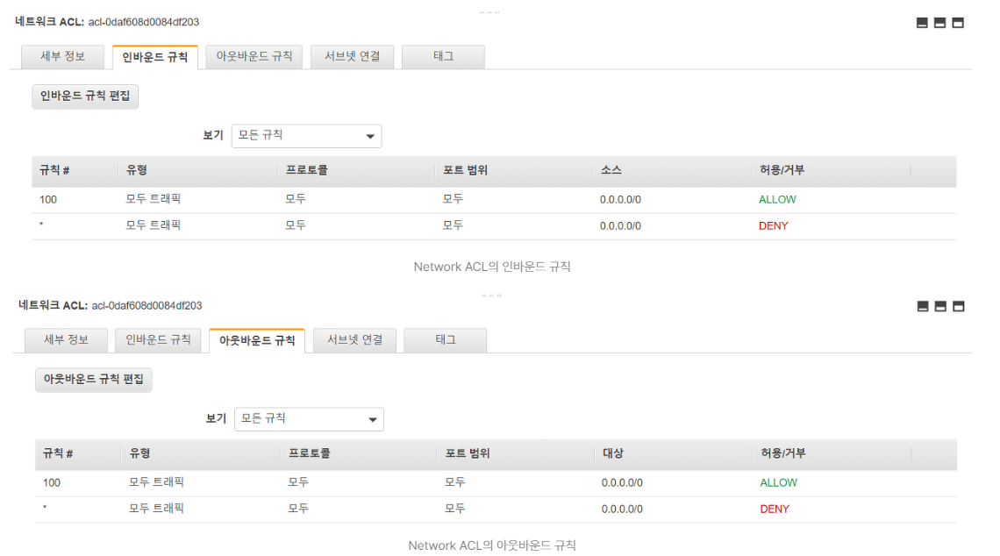 네트워크 ACL: acl-0daf608d0084df203
세부 정보 인바운드 규칙 아웃바운드 규칙 서브넷 연결 태그
인바운드 규칙 편집
보기 모든 규칙
규칙 # 유형 프로토콜 포트 범위 소스 허용/거부
100 모두 트래픽 모두 모두 0.0.0.0/0 ALLOW
* 모두 트래픽 모두 모두 0.0.0.0/0 DENY
Network ACL의 인바운드 규칙
네트워크 ACL: acl-0daf608d0084df203
세부 정보 인바운드 규칙 아웃바운드 규칙 서브넷 연결 태그
아웃바운드 규칙 편집
보기 모든 규칙
규칙 # 유형 프로토콜 포트 범위 대상 허용/거부
100 모두 트래픽 모두 모두 0.0.0.0/0 ALLOW
* 모두 트래픽 모두 모두 0.0.0.0/0 DENY
Network ACL의 아웃바운드 규칙